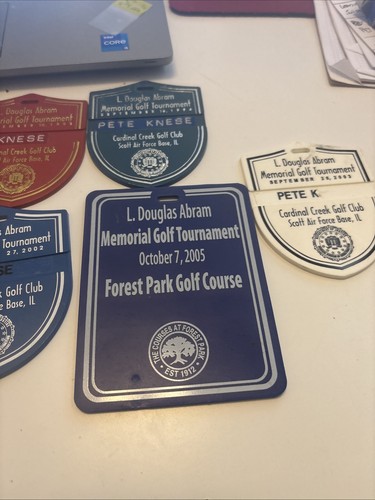 intel
CORE
L. Douglas Abram
Memorial Golf Tournament
PETE KNESE
Cardinal Creek Golf Club
Scott Air Force Base, IL
Douglas Abram
Golf Tournament
KNESE
Cardinal Creek Golf Club
Air Force Base, IL
L. Douglas Abram
Memorial Golf Tournament
SEPTEMBER 26, 2003
PETE K
Cardinal Creek Golf Club
Scott Air Force Base, IL
Abram
Tournament
27, 2002
SE
Creek Golf Club
Base, IL
L. Douglas Abram
Memorial Golf Tournament
October 7, 2005
Forest Park Golf Course
THE COURSES AT FOREST PARK
EST 1912